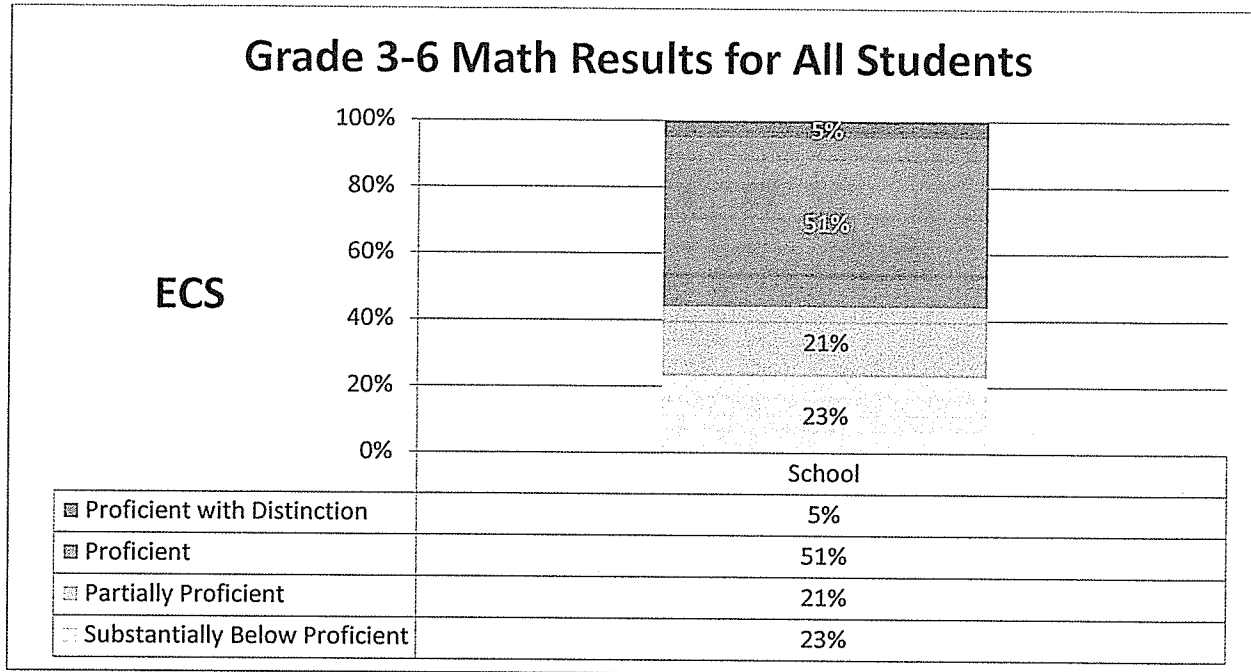 Grade 3-6 Math Results for All Students
ECS
100%
80%
60%
40%
20%
0%
5%
51%
21%
23%
School
Proficient with Distinction 5%
Proficient 51%
Partially Proficient 21%
Substantially Below Proficient 23%